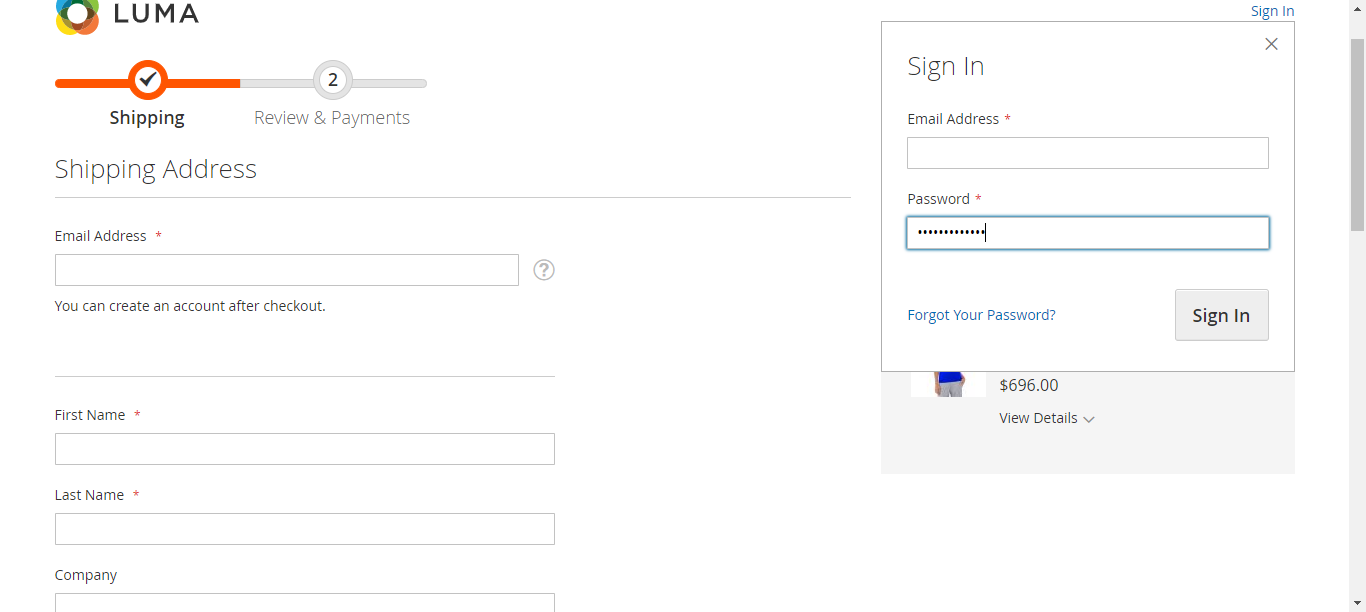 LUMA
Sign In
2
Shipping
Review & Payments
Shipping Address
Email Address *
You can create an account after checkout.
First Name *
Last Name *
Company
Sign In
Email Address *
Password *
•••••••••••••
Forgot Your Password?
Sign In
$696.00
View Details